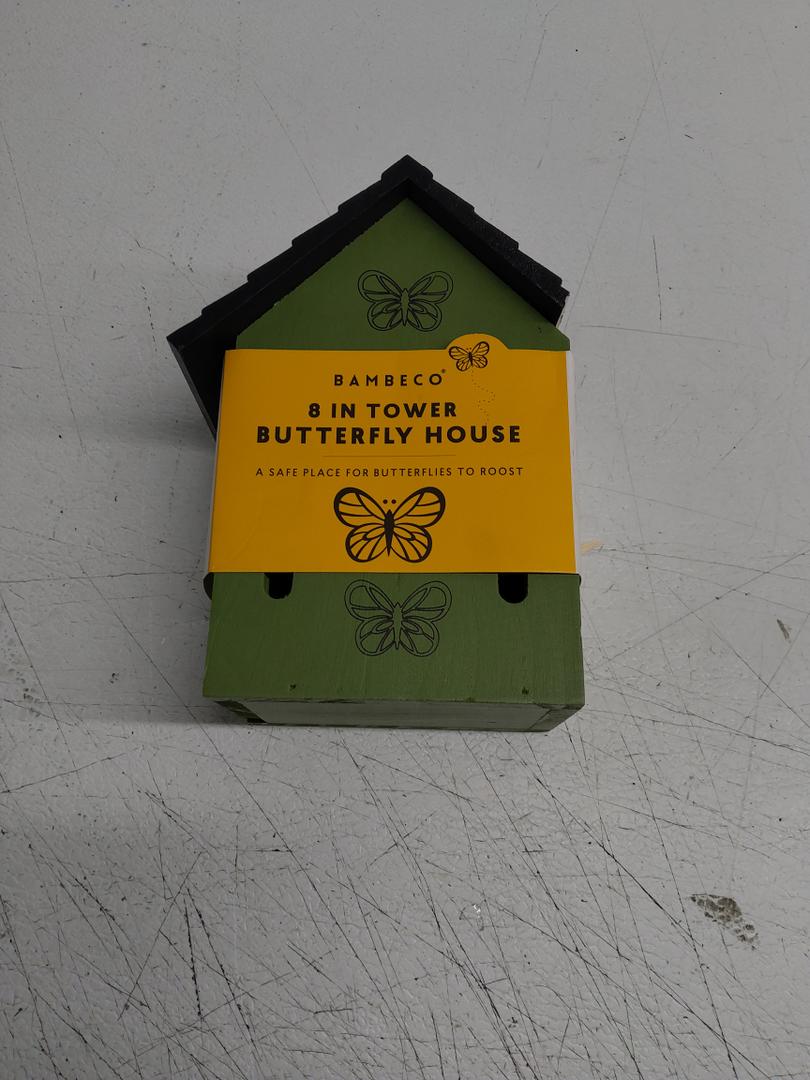 BAMBECO®
8 IN TOWER
BUTTERFLY HOUSE
A SAFE PLACE FOR BUTTERFLIES TO ROOST